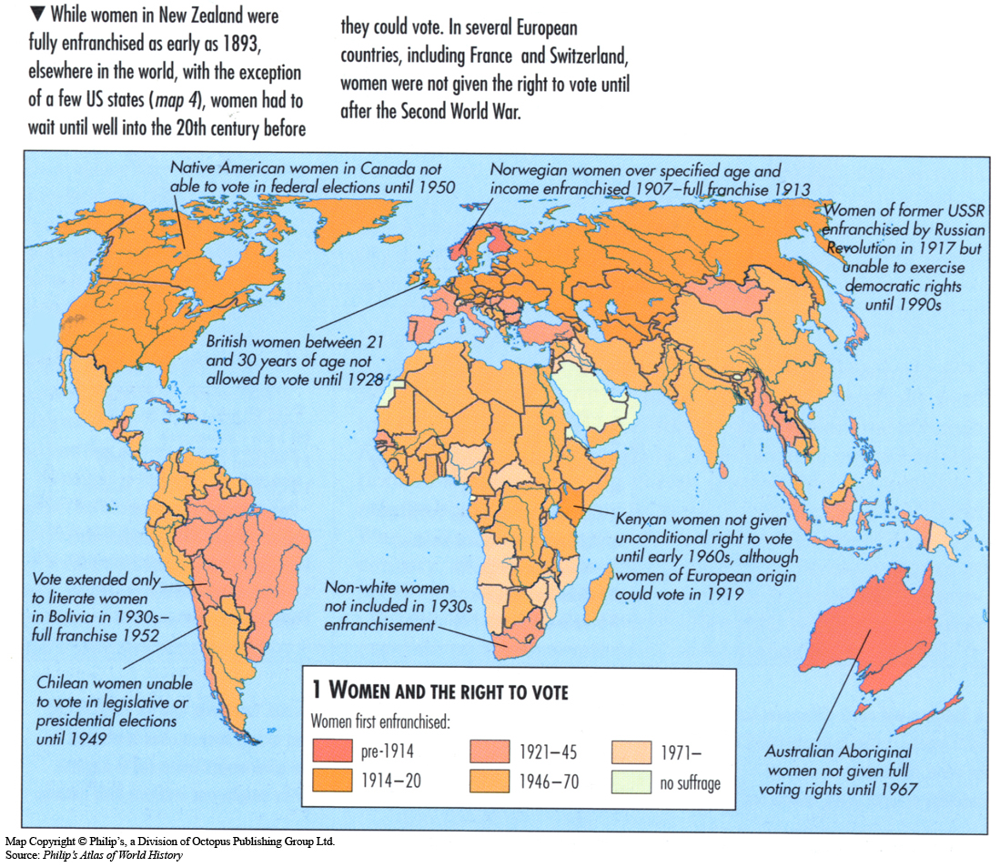 ▼ While women in New Zealand were
fully enfranchised as early as 1893,
elsewhere in the world, with the exception
of a few US states (map 4), women had to
wait until well into the 20th century before
they could vote. In several European
countries, including France and Switzerland,
women were not given the right to vote until
after the Second World War.
Native American women in Canada not
able to vote in federal elections until 1950
Norwegian women over specified age and
income enfranchised 1907–full franchise 1913
Women of former USSR
enfranchised by Russian
Revolution in 1917 but
unable to exercise
democratic rights
until 1990s
British women between 21
and 30 years of age not
allowed to vote until 1928
Kenyan women not given
unconditional right to vote
until early 1960s, although
women of European origin
could vote in 1919
Vote extended only
to literate women
in Bolivia in 1930s–
full franchise 1952
Non-white women
not included in 1930s
enfranchisement
Chilean women unable
to vote in legislative or
presidential elections
until 1949
Australian Aboriginal
women not given full
voting rights until 1967
1 WOMEN AND THE RIGHT TO VOTE
Women first enfranchised:
pre-1914
1921–45
1971–
1914–20
1946–70
no suffrage
Map Copyright © Philip's, a Division of Octopus Publishing Group Ltd.
Source: Philip's Atlas of World History